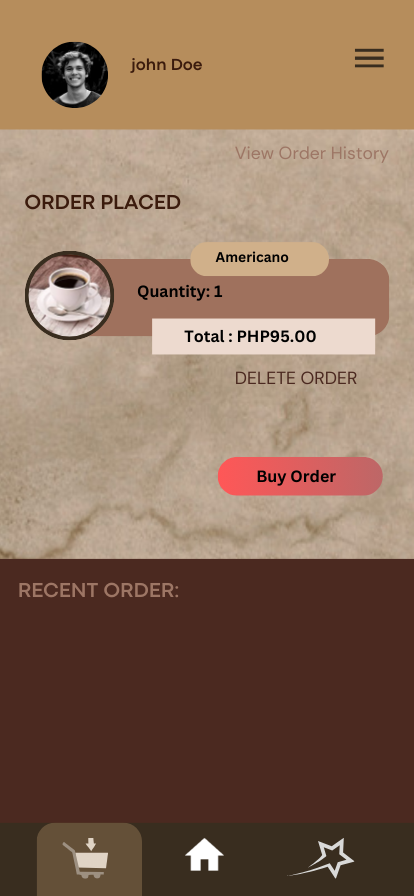 john Doe
View Order History
ORDER PLACED
Americano
Quantity: 1
Total : PHP95.00
DELETE ORDER
Buy Order
RECENT ORDER: